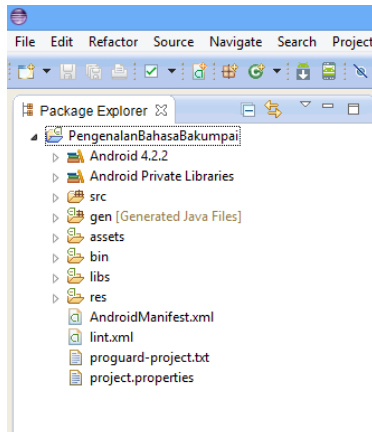 File Edit Refactor Source Navigate Search Project
Package Explorer
PengenalanBahasaBakumpai
Android 4.2.2
Android Private Libraries
src
gen [Generated Java Files]
assets
bin
libs
res
AndroidManifest.xml
lint.xml
proguard-project.txt
project.properties